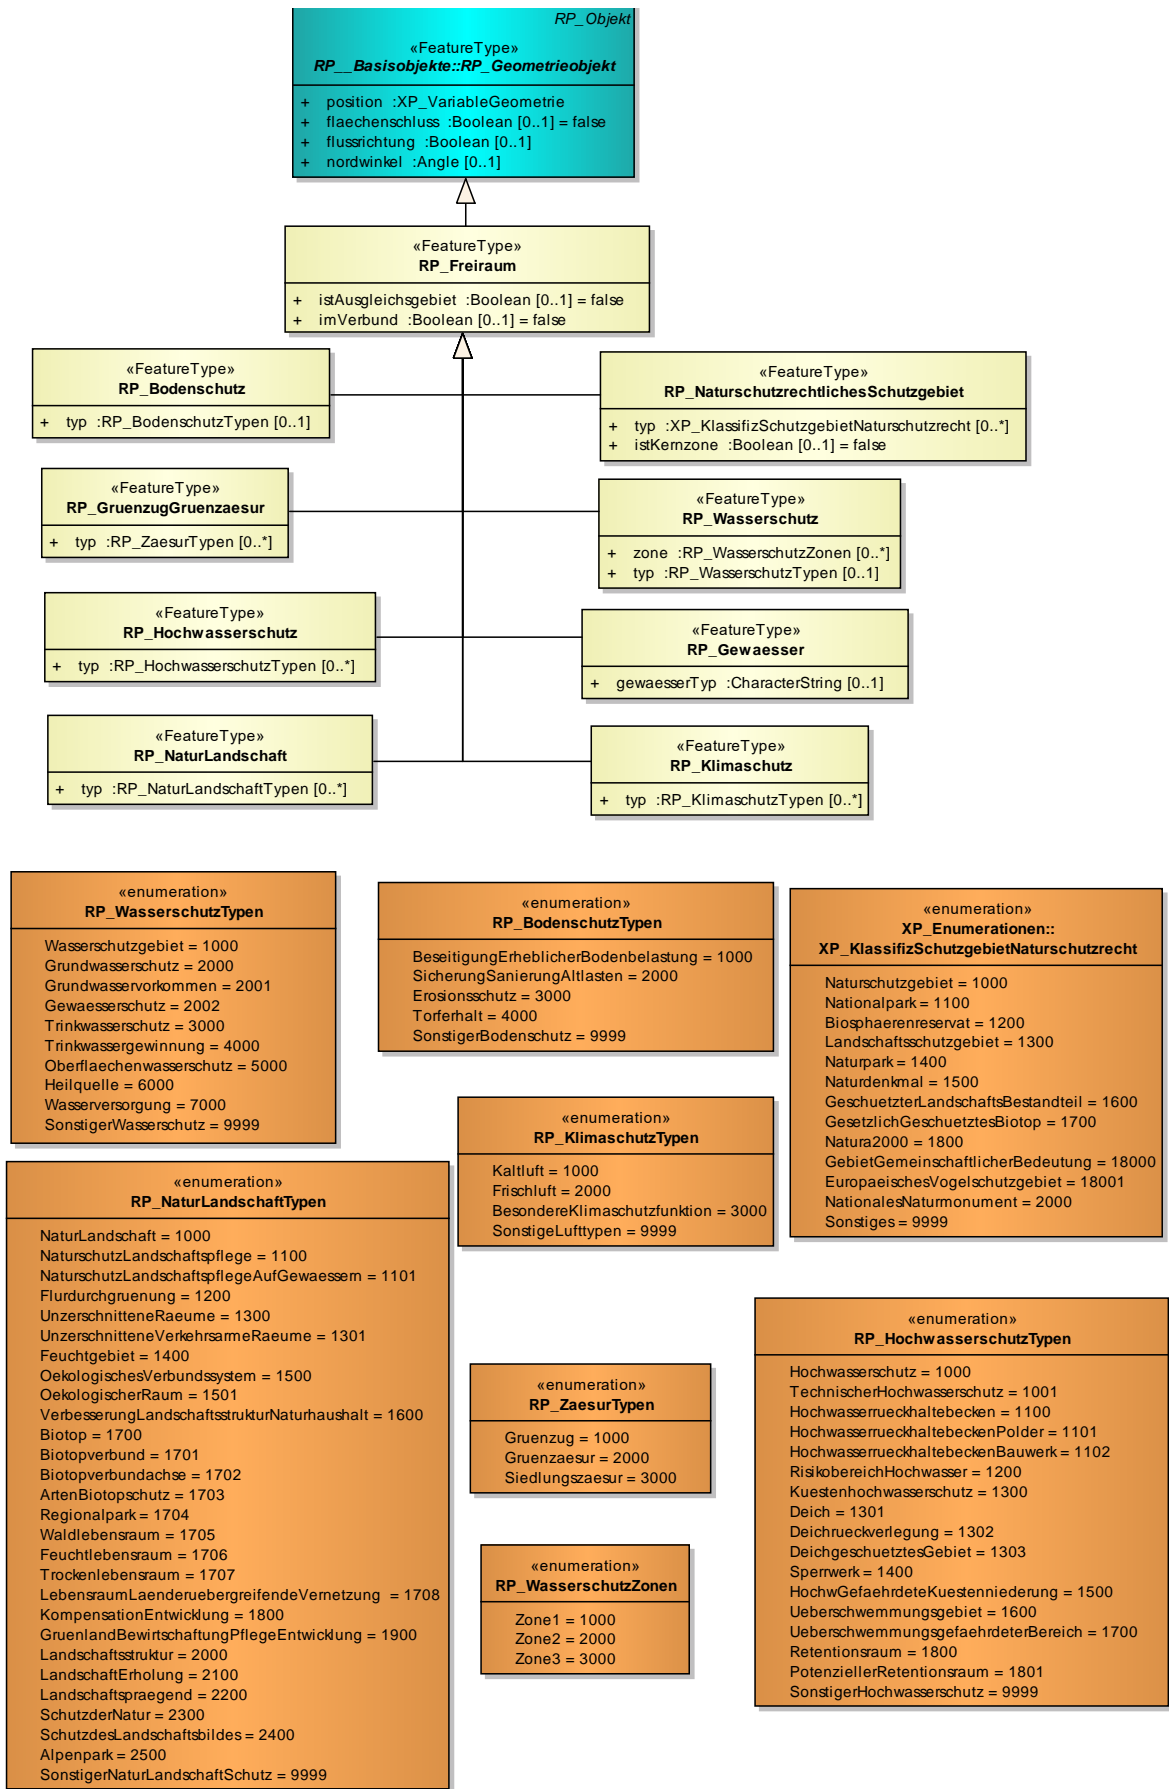 RP_Objekt
«FeatureType»
RP__Basisobjekte::RP_Geometrieobjekt
+ position :XP_VariableGeometrie
+ flaechenschluss :Boolean [0..1] = false
+ flussrichtung :Boolean [0..1]
+ nordwinkel :Angle [0..1]
«FeatureType»
RP_Freiraum
+ istAusgleichsgebiet :Boolean [0..1] = false
+ imVerbund :Boolean [0..1] = false
«FeatureType»
RP_Bodenschutz
+ typ :RP_BodenschutzTypen [0..1]
«FeatureType»
RP_NaturschutzrechtlichesSchutzgebiet
+ typ :XP_KlassifizSchutzgebietNaturschutzrecht [0..*]
+ istKernzone :Boolean [0..1] = false
«FeatureType»
RP_GruenzugGruenzaesur
+ typ :RP_ZaesurTypen [0..*]
«FeatureType»
RP_Wasserschutz
+ zone :RP_WasserschutzZonen [0..*]
+ typ :RP_WasserschutzTypen [0..1]
«FeatureType»
RP_Hochwasserschutz
+ typ :RP_HochwasserschutzTypen [0..*]
«FeatureType»
RP_Gewaesser
+ gewaesserTyp :CharacterString [0..1]
«FeatureType»
RP_NaturLandschaft
+ typ :RP_NaturLandschaftTypen [0..*]
«FeatureType»
RP_Klimaschutz
+ typ :RP_KlimaschutzTypen [0..*]
«enumeration»
RP_WasserschutzTypen
Wasserschutzgebiet = 1000
Grundwasserschutz = 2000
Grundwasservorkommen = 2001
Gewaesserschutz = 2002
Trinkwasserschutz = 3000
Trinkwassergewinnung = 4000
Oberflaechenwasserschutz = 5000
Heilquelle = 6000
Wasserversorgung = 7000
SonstigerWasserschutz = 9999
«enumeration»
RP_BodenschutzTypen
BeseitigungErheblicherBodenbelastung = 1000
SicherungSanierungAltlasten = 2000
Erosionsschutz = 3000
Torferhalt = 4000
SonstigerBodenschutz = 9999
«enumeration»
XP_Enumerationen::
XP_KlassifizSchutzgebietNaturschutzrecht
Naturschutzgebiet = 1000
Nationalpark = 1100
Biosphaerenreservat = 1200
Landschaftsschutzgebiet = 1300
Naturpark = 1400
Naturdenkmal = 1500
GeschuetzterLandschaftsBestandteil = 1600
GesetzlichGeschuetztesBiotop = 1700
Natura2000 = 1800
GebietGemeinschaftlicherBedeutung = 18000
EuropaeischesVogelschutzgebiet = 18001
NationalesNaturmonument = 2000
Sonstiges = 9999
«enumeration»
RP_KlimaschutzTypen
Kaltluft = 1000
Frischluft = 2000
BesondereKlimaschutzfunktion = 3000
SonstigeLufttypen = 9999
«enumeration»
RP_NaturLandschaftTypen
NaturLandschaft = 1000
NaturschutzLandschaftspflege = 1100
NaturschutzLandschaftspflegeAufGewaessern = 1101
Flurdurchgruenung = 1200
UnzerschnitteneRaeume = 1300
UnzerschnitteneVerkehrsarmeRaeume = 1301
Feuchtgebiet = 1400
OekologischesVerbundssystem = 1500
OekologischerRaum = 1501
VerbesserungLandschaftsstrukturNaturhaushalt = 1600
Biotop = 1700
Biotopverbund = 1701
Biotopverbundachse = 1702
ArtenBiotopschutz = 1703
Regionalpark = 1704
Waldlebensraum = 1705
Feuchtlebensraum = 1706
Trockenlebensraum = 1707
LebensraumLaenderuebergreifendeVernetzung = 1708
KompensationEntwicklung = 1800
GruenlandBewirtschaftungPflegeEntwicklung = 1900
Landschaftsstruktur = 2000
LandschaftErholung = 2100
Landschaftspraegend = 2200
SchutzderNatur = 2300
SchutzdesLandschaftsbildes = 2400
Alpenpark = 2500
SonstigerNaturLandschaftSchutz = 9999
«enumeration»
RP_ZaesurTypen
Gruenzug = 1000
Gruenzaesur = 2000
Siedlungszaesur = 3000
«enumeration»
RP_WasserschutzZonen
Zone1 = 1000
Zone2 = 2000
Zone3 = 3000
«enumeration»
RP_HochwasserschutzTypen
Hochwasserschutz = 1000
TechnischerHochwasserschutz = 1001
Hochwasserrueckhaltebecken = 1100
HochwasserrueckhaltebeckenPolder = 1101
HochwasserrueckhaltebeckenBauwerk = 1102
RisikobereichHochwasser = 1200
Kuestenhochwasserschutz = 1300
Deich = 1301
Deichrueckverlegung = 1302
DeichgeschuetztesGebiet = 1303
Sperrwerk = 1400
HochwGefaehrdeteKuestenniederung = 1500
Ueberschwemmungsgebiet = 1600
UeberschwemmungsgefaehrdeterBereich = 1700
Retentionsraum = 1800
PotenziellerRetentionsraum = 1801
SonstigerHochwasserschutz = 9999